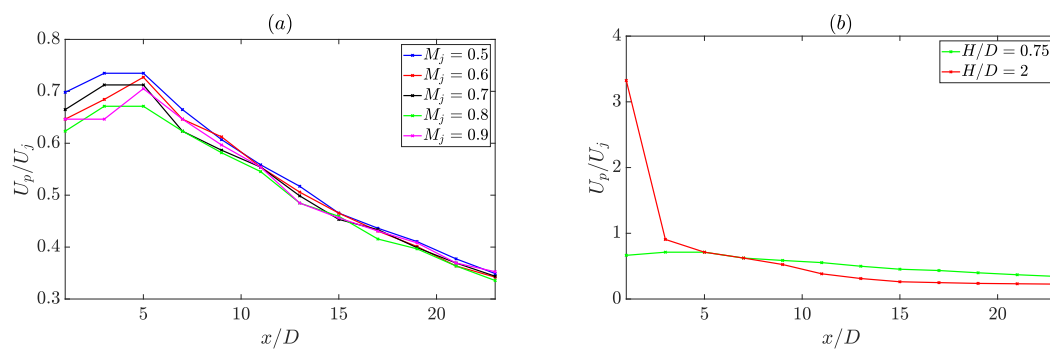 (a)
0.8
0.7
0.6
0.5
0.4
0.3
U_p/U_j
5
10
15
20
x/D
M_j = 0.5
M_j = 0.6
M_j = 0.7
M_j = 0.8
M_j = 0.9
(b)
4
3
2
1
0
U_p/U_j
5
10
15
20
x/D
H/D = 0.75
H/D = 2